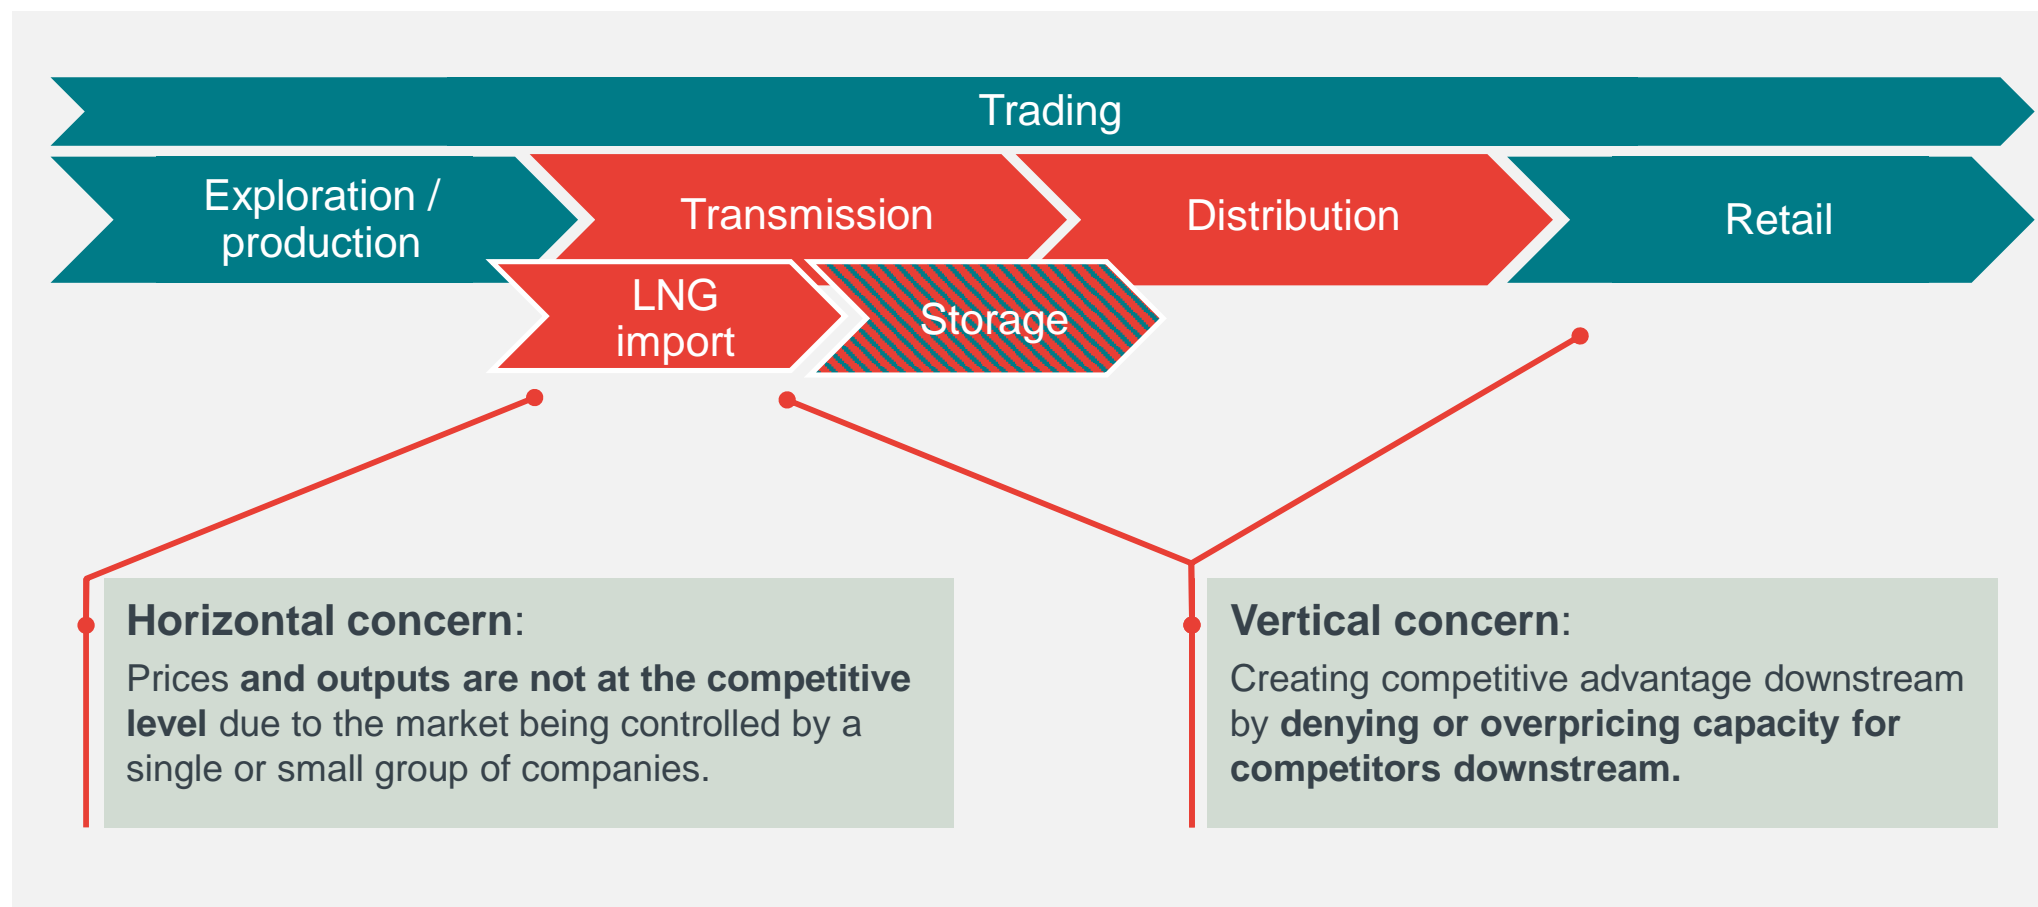 Trading
Exploration /
production
Transmission
Distribution
Retail
LNG
import
Storage
Horizontal concern:
Prices and outputs are not at the competitive
level due to the market being controlled by a
single or small group of companies.
Vertical concern:
Creating competitive advantage downstream
by denying or overpricing capacity for
competitors downstream.